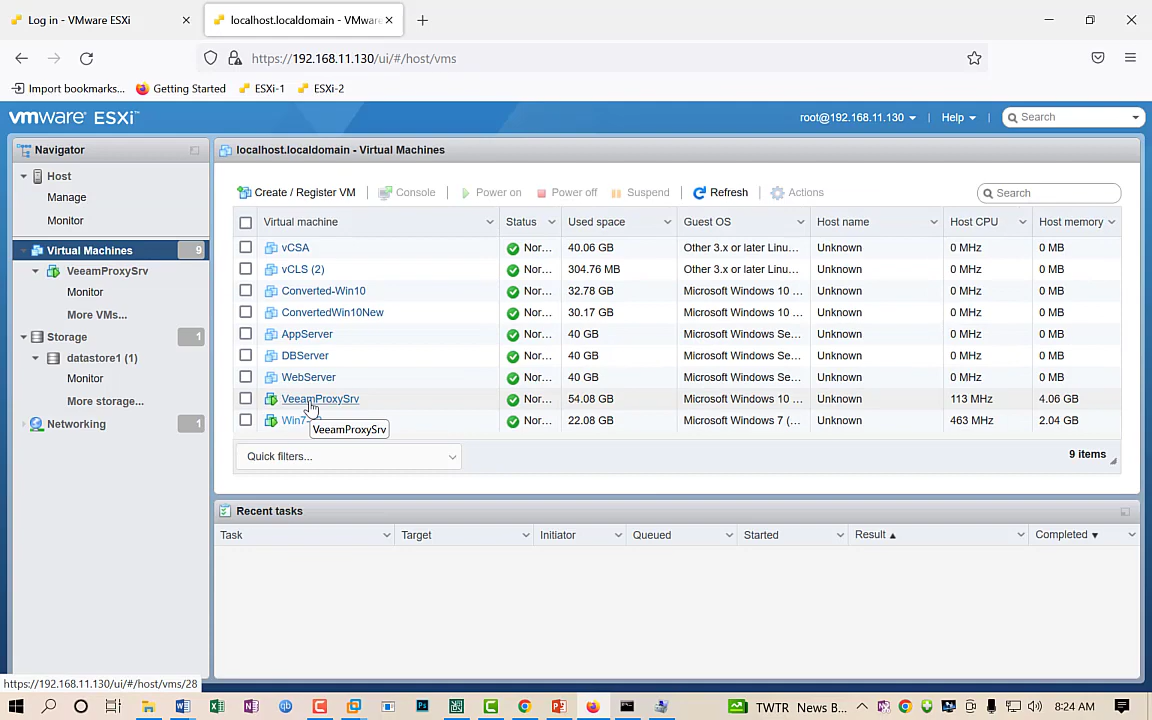 Log in - VMware ESXi
localhost.localdomain - VMware
https://192.168.11.130/ui/#/host/vms
Import bookmarks... Getting Started ESXi-1 ESXi-2
vmware ESXi™
root@192.168.11.130 | Help | Search
Navigator
Host
Manage
Monitor
Virtual Machines 9
VeeamProxySrv
Monitor
More VMs...
Storage 1
datastore1 (1)
Monitor
More storage...
Networking 1
localhost.localdomain - Virtual Machines
Create / Register VM | Console | Power on Power off Suspend | Refresh | Actions Search
Virtual machine Status Used space Guest OS Host name Host CPU Host memory
vCSA Nor... 40.06 GB Other 3.x or later Linu... Unknown 0 MHz 0 MB
vCLS (2) Nor... 304.76 MB Other 3.x or later Linu... Unknown 0 MHz 0 MB
Converted-Win10 Nor... 32.78 GB Microsoft Windows 10 ... Unknown 0 MHz 0 MB
ConvertedWin10New Nor... 30.17 GB Microsoft Windows 10 ... Unknown 0 MHz 0 MB
AppServer Nor... 40 GB Microsoft Windows Se... Unknown 0 MHz 0 MB
DBServer Nor... 40 GB Microsoft Windows Se... Unknown 0 MHz 0 MB
WebServer Nor... 40 GB Microsoft Windows Se... Unknown 0 MHz 0 MB
VeeamProxySrv Nor... 54.08 GB Microsoft Windows 10 ... Unknown 113 MHz 4.06 GB
Nor... 22.08 GB Microsoft Windows 7 (... Unknown 463 MHz 2.04 GB
VeeamProxySrv
Quick filters...
9 items
Recent tasks
Task Target Initiator Queued Started Result ▲ Completed ▼
https://192.168.11.130/ui/#/host/vms/28
TWTR News B... 8:24 AM